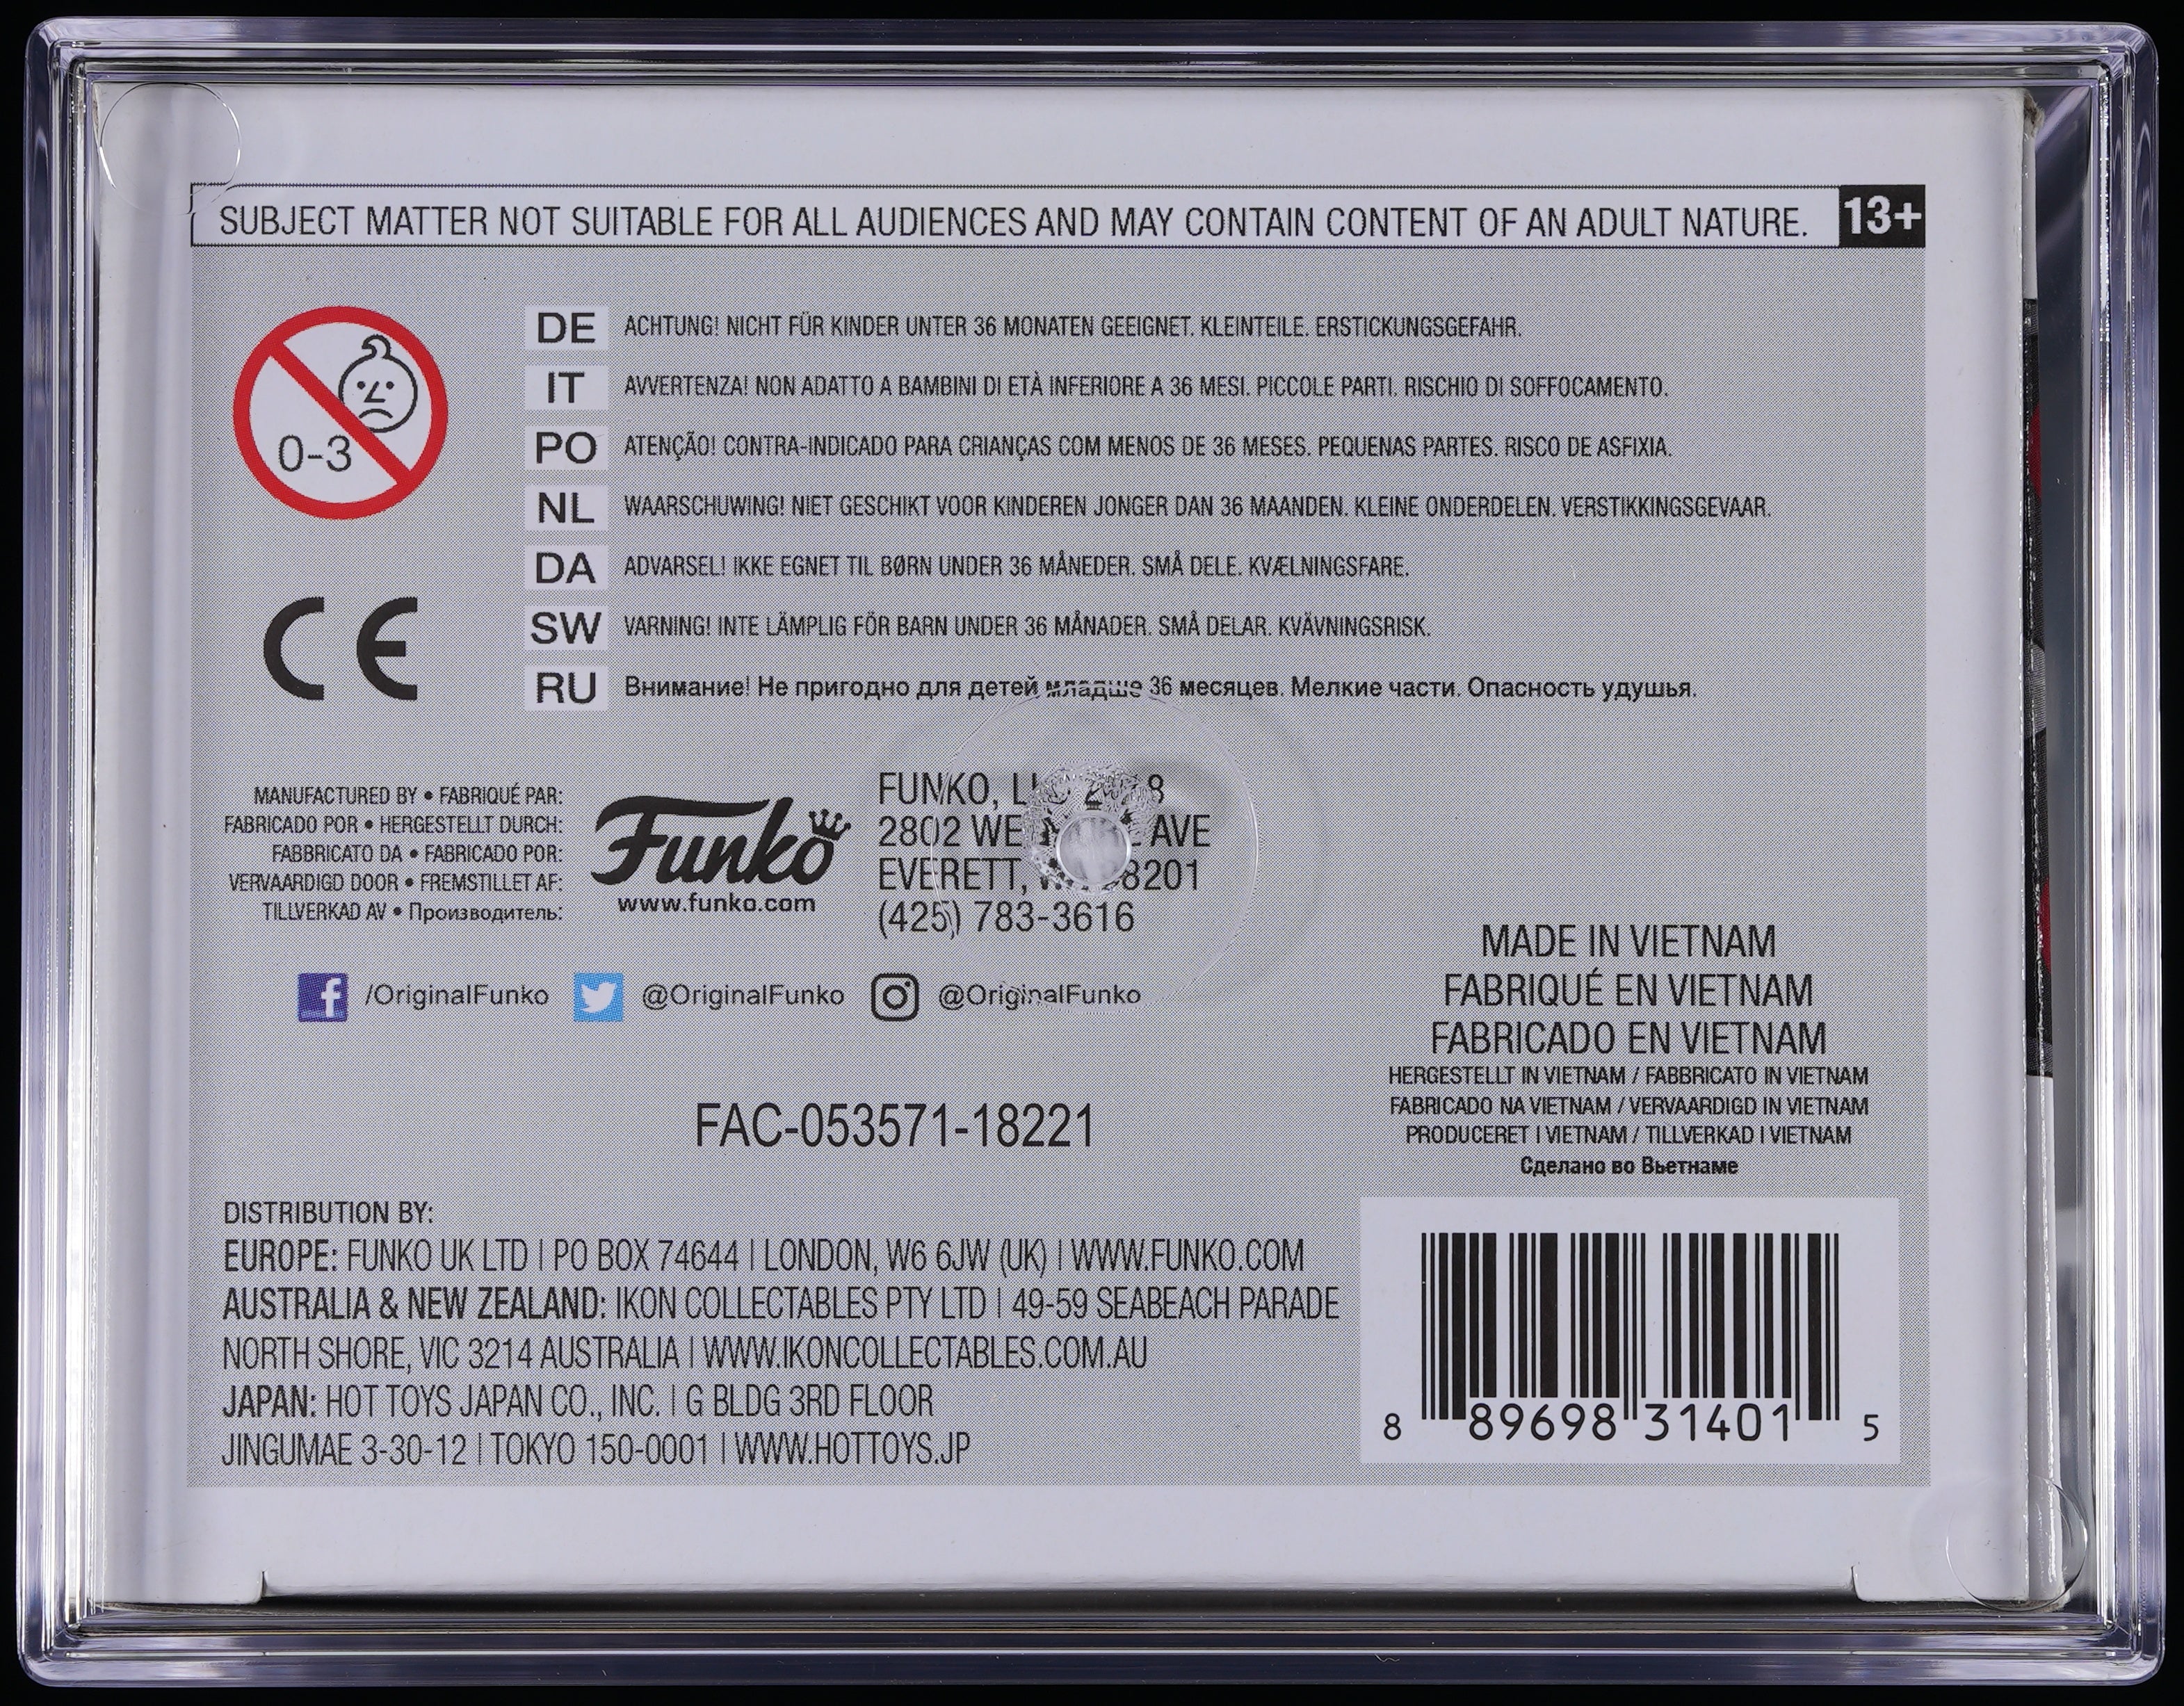 SUBJECT MATTER NOT SUITABLE FOR ALL AUDIENCES AND MAY CONTAIN CONTENT OF AN ADULT NATURE. 13+
0-3
DE ACHTUNG! NICHT FÜR KINDER UNTER 36 MONATEN GEEIGNET. KLEINTEILE. ERSTICKUNGSGEFAHR.
IT AVVERTENZA! NON ADATTO A BAMBINI DI ETÀ INFERIORE A 36 MESI. PICCOLE PARTI. RISCHIO DI SOFFOCAMENTO.
PO ATENÇÃO! CONTRA-INDICADO PARA CRIANÇAS COM MENOS DE 36 MESES. PEQUENAS PARTES. RISCO DE ASFIXIA.
NL WAARSCHUWING! NIET GESCHIKT VOOR KINDEREN JONGER DAN 36 MAANDEN. KLEINE ONDERDELEN. VERSTIKKINGSGEVAAR.
DA ADVARSEL! IKKE EGNET TIL BØRN UNDER 36 MÅNEDER. SMÅ DELE. KVÆLNINGSFARE.
SW VARNING! INTE LÄMPLIG FÖR BARN UNDER 36 MÅNADER. SMÅ DELAR. KVÄVNINGSRISK.
RU Внимание! Не пригодно для детей младше 36 месяцев. Мелкие части. Опасность удушья.
CE
MANUFACTURED BY • FABRIQUÉ PAR:
FABRICADO POR • HERGESTELLT DURCH:
FABBRICATO DA • FABRICADO POR:
VERVAARDIGD DOOR • FREMSTILLET AF:
TILLVERKAD AV • Производитель:
Funko
www.funko.com
FUNKO,
2802 AVE
EVERETT,
(425) 783-3616
/OriginalFunko @OriginalFunko @OriginalFunko
FAC-053571-18221
MADE IN VIETNAM
FABRIQUÉ EN VIETNAM
FABRICADO EN VIETNAM
HERGESTELLT IN VIETNAM / FABBRICATO IN VIETNAM
FABRICADO NA VIETNAM / VERVAARDIGD IN VIETNAM
PRODUCERET I VIETNAM / TILLVERKAD I VIETNAM
Сделано во Вьетнаме
DISTRIBUTION BY:
EUROPE: FUNKO UK LTD | PO BOX 74644 | LONDON, W6 6JW (UK) | WWW.FUNKO.COM
AUSTRALIA & NEW ZEALAND: IKON COLLECTABLES PTY LTD | 49-59 SEABEACH PARADE
NORTH SHORE, VIC 3214 AUSTRALIA | WWW.IKONCOLLECTABLES.COM.AU
JAPAN: HOT TOYS JAPAN CO., INC. | G BLDG 3RD FLOOR
JINGUMAE 3-30-12 | TOKYO 150-0001 | WWW.HOTTOYS.JP
8 89698 31401 5